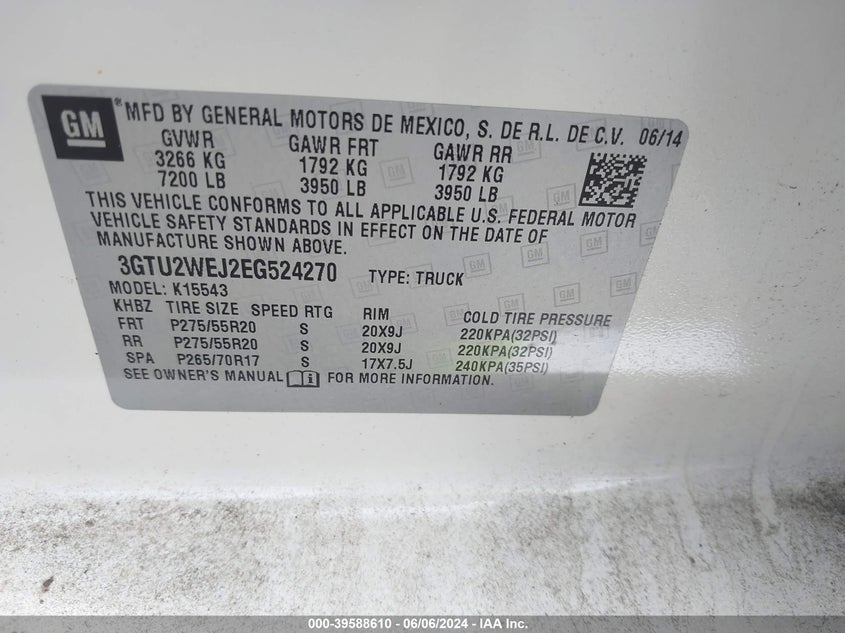 GM ® MFD BY GENERAL MOTORS DE MEXICO, S. DE R.L. DE C.V. 06/14
GVWR GAWR FRT GAWR RR
3266 KG 1792 KG 1792 KG
7200 LB 3950 LB 3950 LB
THIS VEHICLE CONFORMS TO ALL APPLICABLE U.S. FEDERAL MOTOR
VEHICLE SAFETY STANDARDS IN EFFECT ON THE DATE OF
MANUFACTURE SHOWN ABOVE.
3GTU2WEJ2EG524270 TYPE: TRUCK
MODEL: K15543
KHBZ TIRE SIZE SPEED RTG RIM COLD TIRE PRESSURE
FRT P275/55R20 S 20X9J 220KPA(32PSI)
RR P275/55R20 S 20X9J 220KPA(32PSI)
SPA P265/70R17 S 17X7.5J 240KPA(35PSI)
SEE OWNER'S MANUAL i FOR MORE INFORMATION.
000-39588610 - 06/06/2024 - IAA Inc.